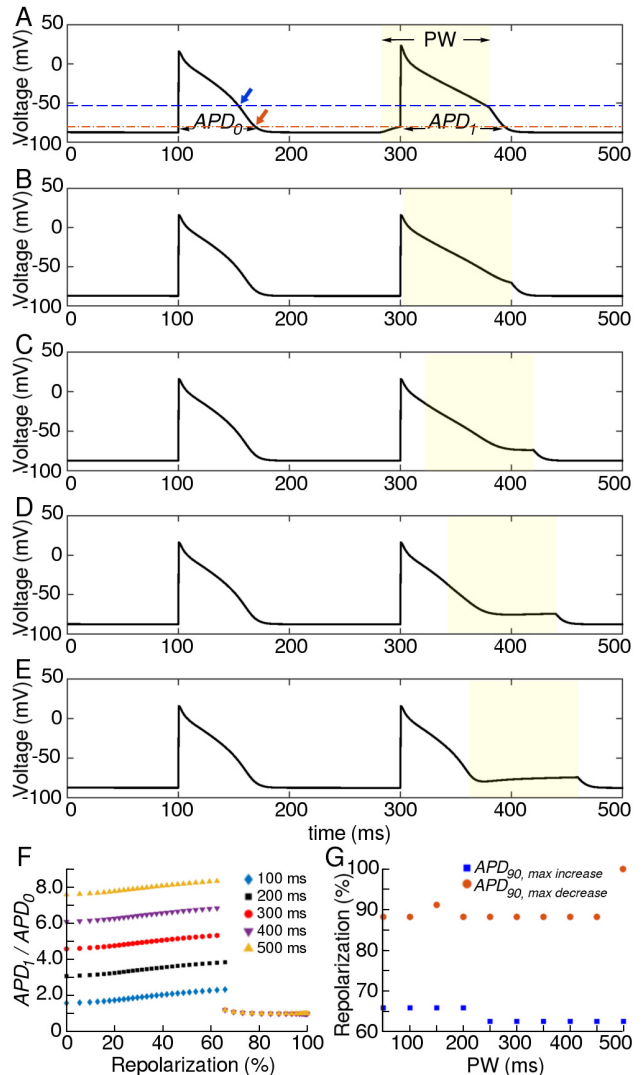 A
50
0
-50
-100
Voltage (mV)
PW
APD0
APD1
0 100 200 300 400 500
B
50
0
-50
-100
Voltage (mV)
0 100 200 300 400 500
C
50
0
-50
-100
Voltage (mV)
0 100 200 300 400 500
D
50
0
-50
-100
Voltage (mV)
0 100 200 300 400 500
E
50
0
-50
-100
Voltage (mV)
0 100 200 300 400 500
time (ms)
F
8.0
6.0
4.0
2.0
0
APD1 / APD0
100 ms
200 ms
300 ms
400 ms
500 ms
0 20 40 60 80 100
Repolarization (%)
G
100
90
80
70
60
Repolarization (%)
APD90, max increase
APD90, max decrease
100 200 300 400 500
PW (ms)